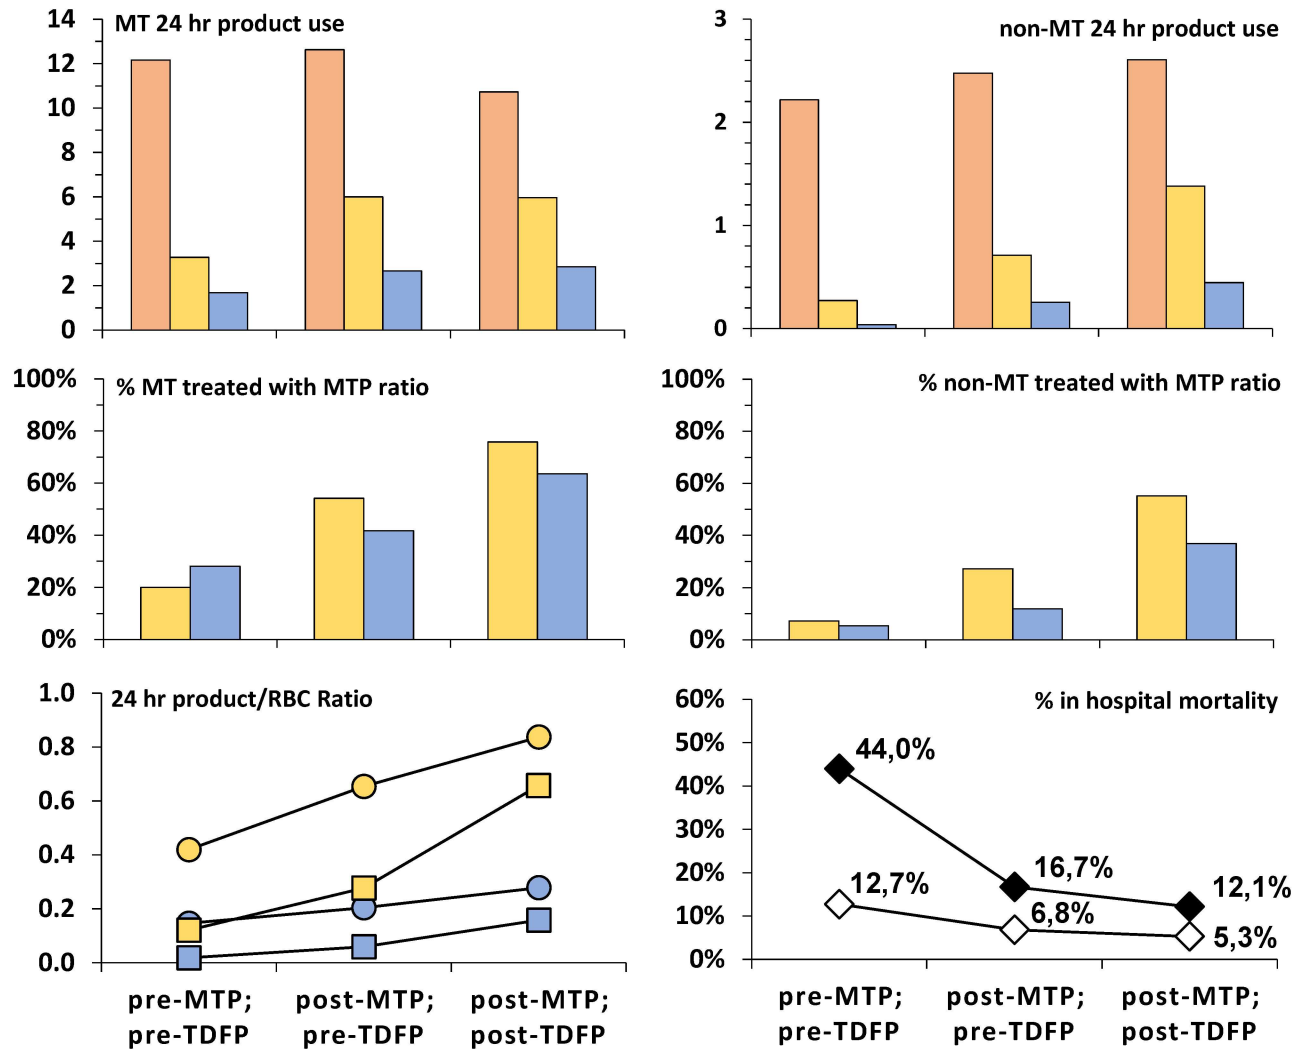 MT 24 hr product use
14
12
10
8
6
4
2
0
non-MT 24 hr product use
3
2
1
0
% MT treated with MTP ratio
100%
80%
60%
40%
20%
0%
% non-MT treated with MTP ratio
100%
80%
60%
40%
20%
0%
24 hr product/RBC Ratio
1.0
0.8
0.6
0.4
0.2
0.0
pre-MTP;
pre-TDFP
post-MTP;
pre-TDFP
post-MTP;
post-TDFP
% in hospital mortality
60%
50%
40%
30%
20%
10%
0%
44,0%
16,7%
12,1%
12,7%
6,8%
5,3%
pre-MTP;
pre-TDFP
post-MTP;
pre-TDFP
post-MTP;
post-TDFP